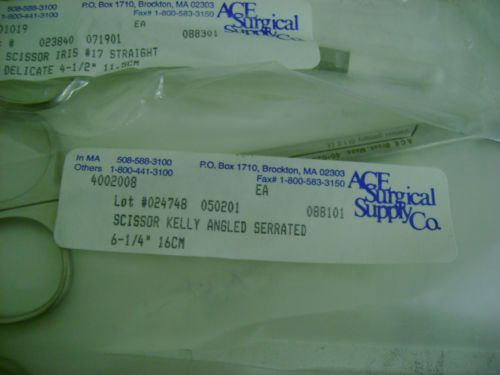 P.O. Box 1710, Brockton, MA 02303
1-800-441-3100 Fax# 1-800-583-3150
ACE Surgical Supply Co.
01019 EA
# 023840 071901 088301
SCISSOR IRIS #17 STRAIGHT
DELICATE 4-1/2" 11.5CM
In MA 508-588-3100 P.O. Box 1710, Brockton, MA 02303
Others 1-800-441-3100 Fax# 1-800-583-3150
ACE Surgical Supply Co.
4002008 EA
Lot #024748 050201 088101
SCISSOR KELLY ANGLED SERRATED
6-1/4" 16CM